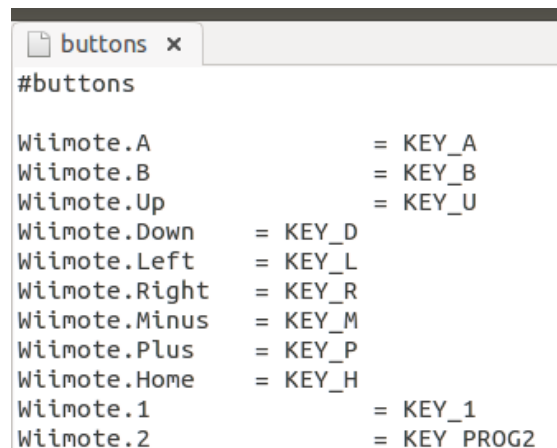 buttons ×
#buttons
Wiimote.A = KEY_A
Wiimote.B = KEY_B
Wiimote.Up = KEY_U
Wiimote.Down = KEY_D
Wiimote.Left = KEY_L
Wiimote.Right = KEY_R
Wiimote.Minus = KEY_M
Wiimote.Plus = KEY_P
Wiimote.Home = KEY_H
Wiimote.1 = KEY_1
Wiimote.2 = KEY_PROG2